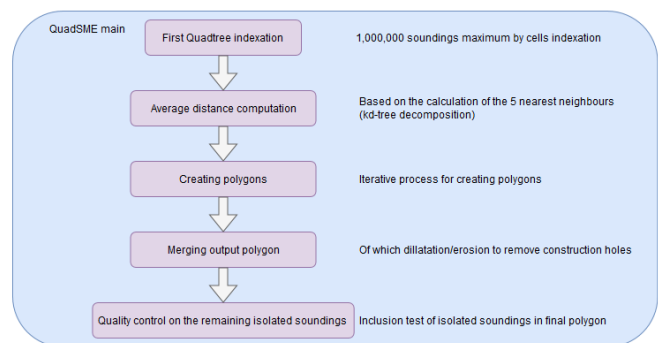 QuadSME main
First Quadtree indexation
1,000,000 soundings maximum by cells indexation
Average distance computation
Based on the calculation of the 5 nearest neighbours
(kd-tree decomposition)
Creating polygons
Iterative process for creating polygons
Merging output polygon
Of which dillatation/erosion to remove construction holes
Quality control on the remaining isolated soundings
Inclusion test of isolated soundings in final polygon